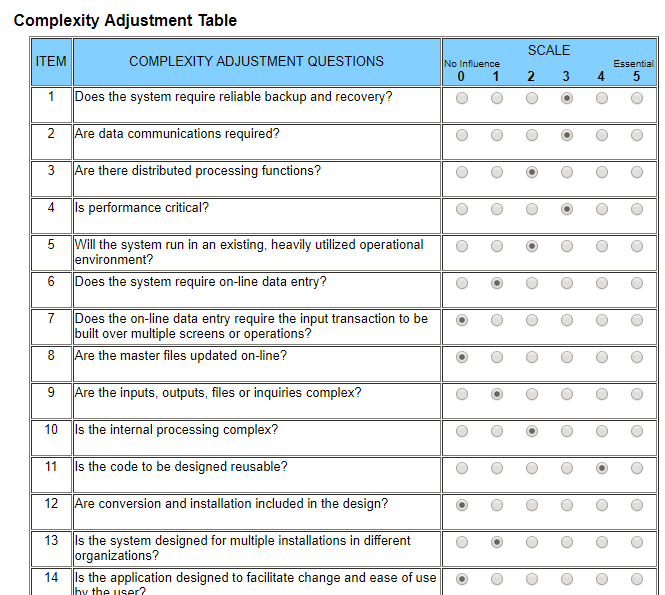 Complexity Adjustment Table
ITEM
COMPLEXITY ADJUSTMENT QUESTIONS
SCALE
No Influence Essential
0 1 2 3 4 5
1 Does the system require reliable backup and recovery?
2 Are data communications required?
3 Are there distributed processing functions?
4 Is performance critical?
5 Will the system run in an existing, heavily utilized operational
environment?
6 Does the system require on-line data entry?
7 Does the on-line data entry require the input transaction to be
built over multiple screens or operations?
8 Are the master files updated on-line?
9 Are the inputs, outputs, files or inquiries complex?
10 Is the internal processing complex?
11 Is the code to be designed reusable?
12 Are conversion and installation included in the design?
13 Is the system designed for multiple installations in different
organizations?
14 Is the application designed to facilitate change and ease of use
by the user?